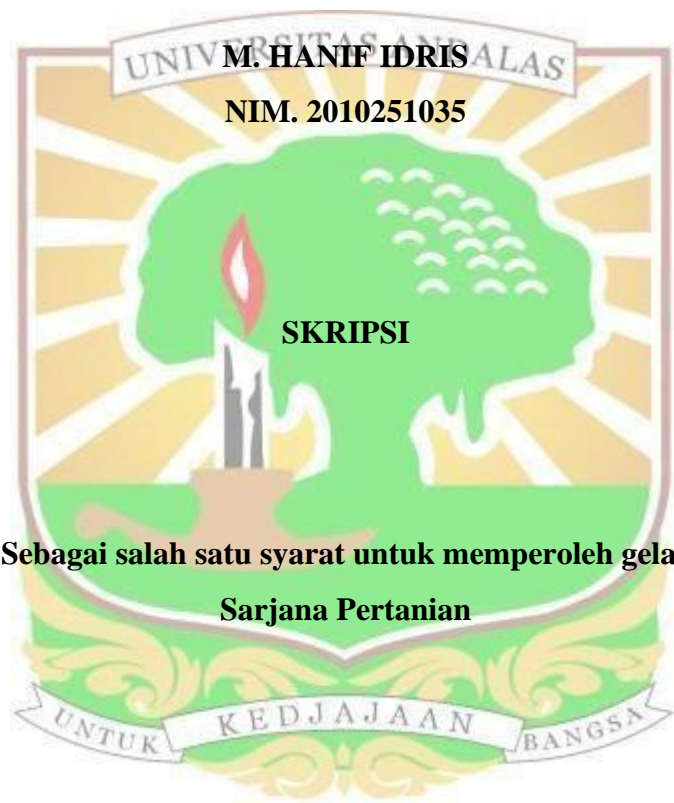 UNIVERSITAS ANDALAS
M. HANIF IDRIS
NIM. 2010251035
SKRIPSI
Sebagai salah satu syarat untuk memperoleh gela
Sarjana Pertanian
UNTUK KEDJAJAAN BANGSA